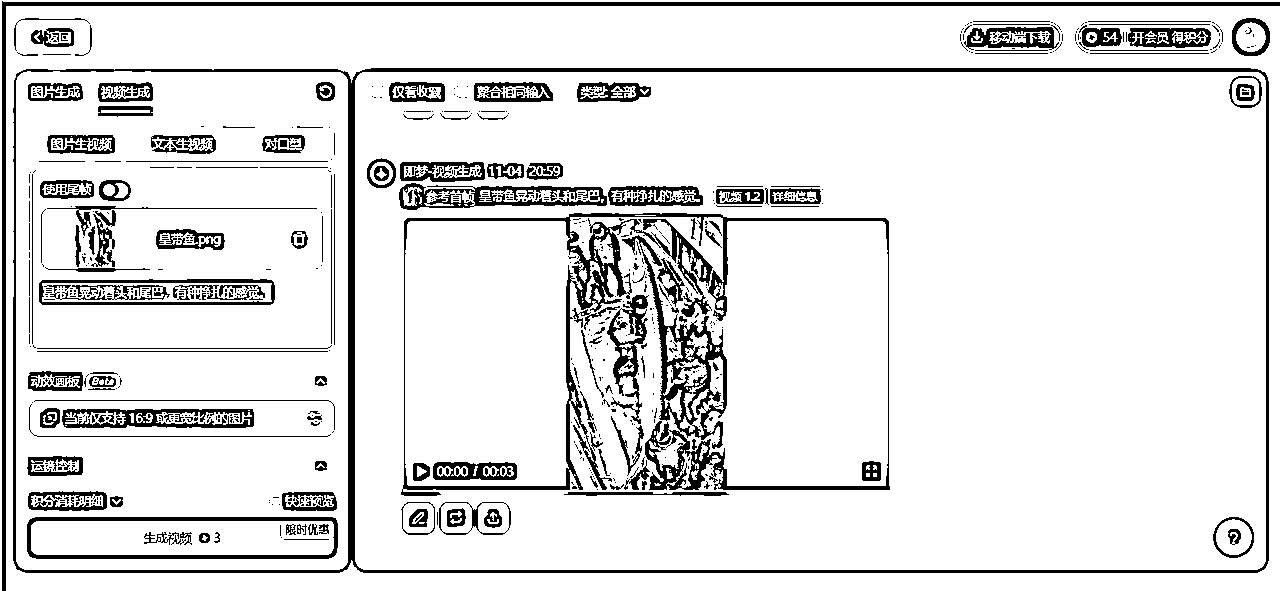 返回
移动端下载
54 开会员 得积分
图片生成 视频生成
图片生视频 文本生视频 对口型
使用尾帧
皇带鱼.png
皇带鱼晃动着头和尾巴，有种挣扎的感觉。
动效画板 Beta
当前仅支持 16:9 或更宽比例的图片
运镜控制
积分消耗明细 快速预览
生成视频 3 限时优惠
仅看收藏 聚合相同输入 类型: 全部
即梦-视频生成 11-04 20:59
参考首帧 皇带鱼晃动着头和尾巴，有种挣扎的感觉。 视频 1.2 详细信息
00:00 / 00:03
?